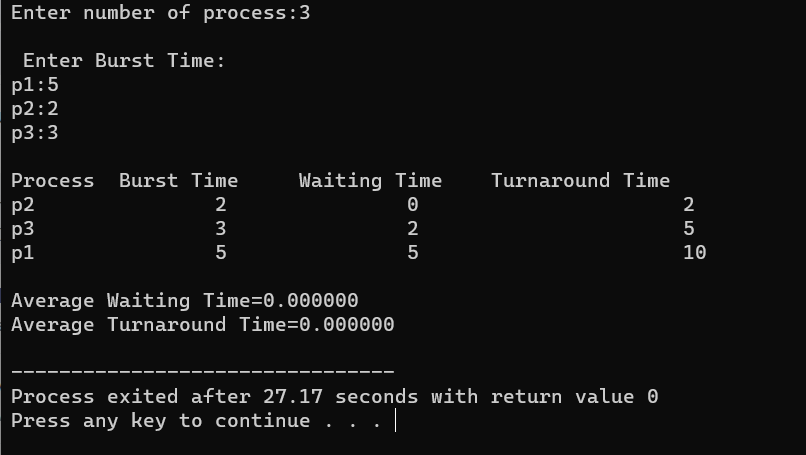 Enter number of process:3
Enter Burst Time:
p1:5
p2:2
p3:3
Process  Burst Time     Waiting Time    Turnaround Time
p2               2               0                      2
p3               3               2                      5
p1               5               5                      10
Average Waiting Time=0.000000
Average Turnaround Time=0.000000
--------------------------------
Process exited after 27.17 seconds with return value 0
Press any key to continue . . .